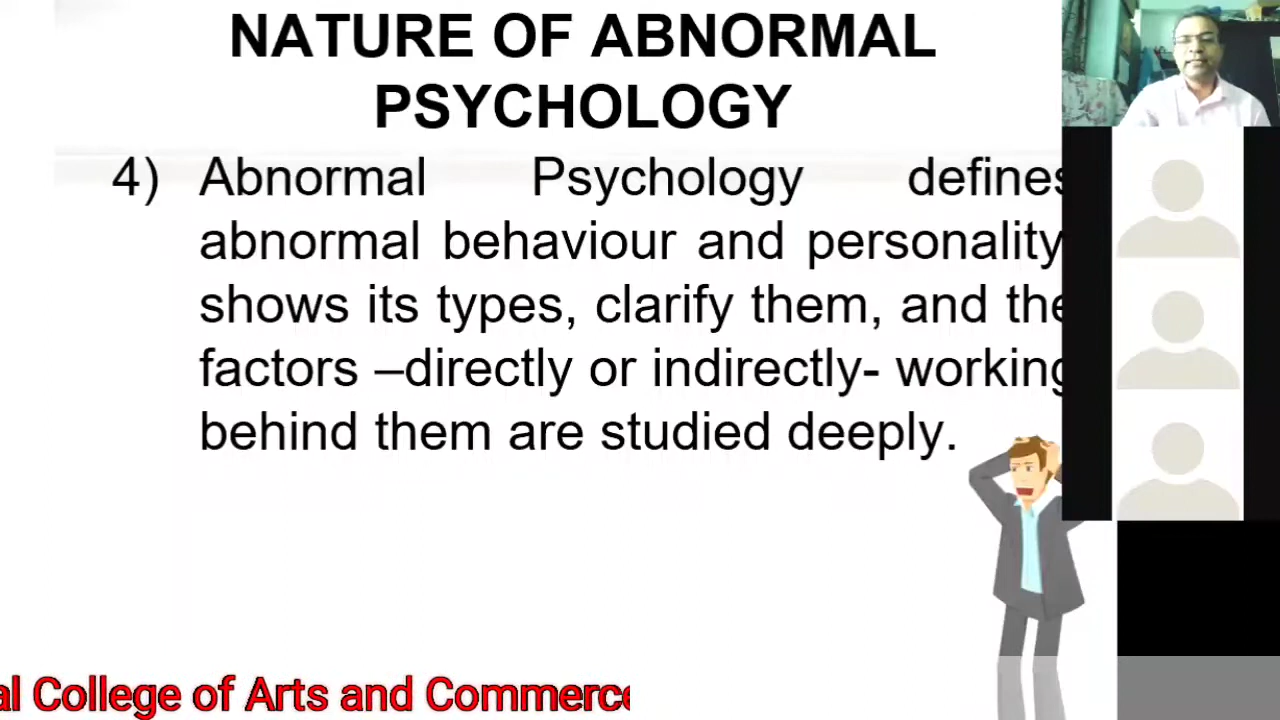 NATURE OF ABNORMAL
PSYCHOLOGY
4) Abnormal Psychology defines
abnormal behaviour and personality
shows its types, clarify them, and the
factors –directly or indirectly- working
behind them are studied deeply.
al College of Arts and Commerce